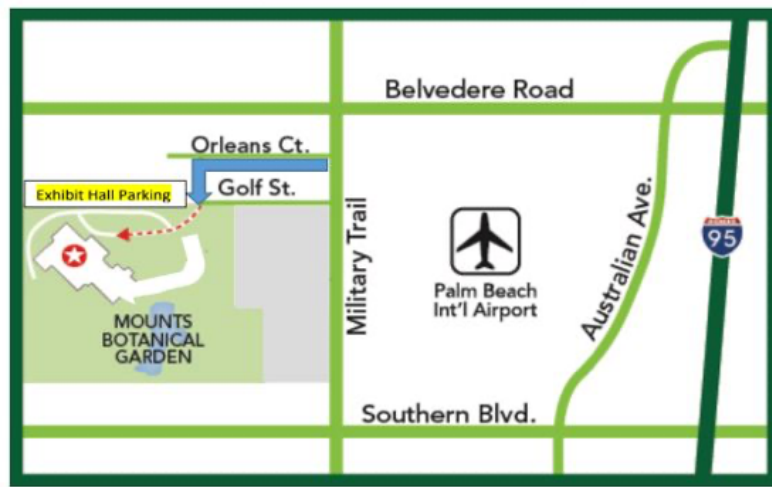 Belvedere Road
Orleans Ct.
Exhibit Hall Parking
Golf St.
Military Trail
Australian Ave.
95
Palm Beach
Int'l Airport
MOUNTS
BOTANICAL
GARDEN
Southern Blvd.